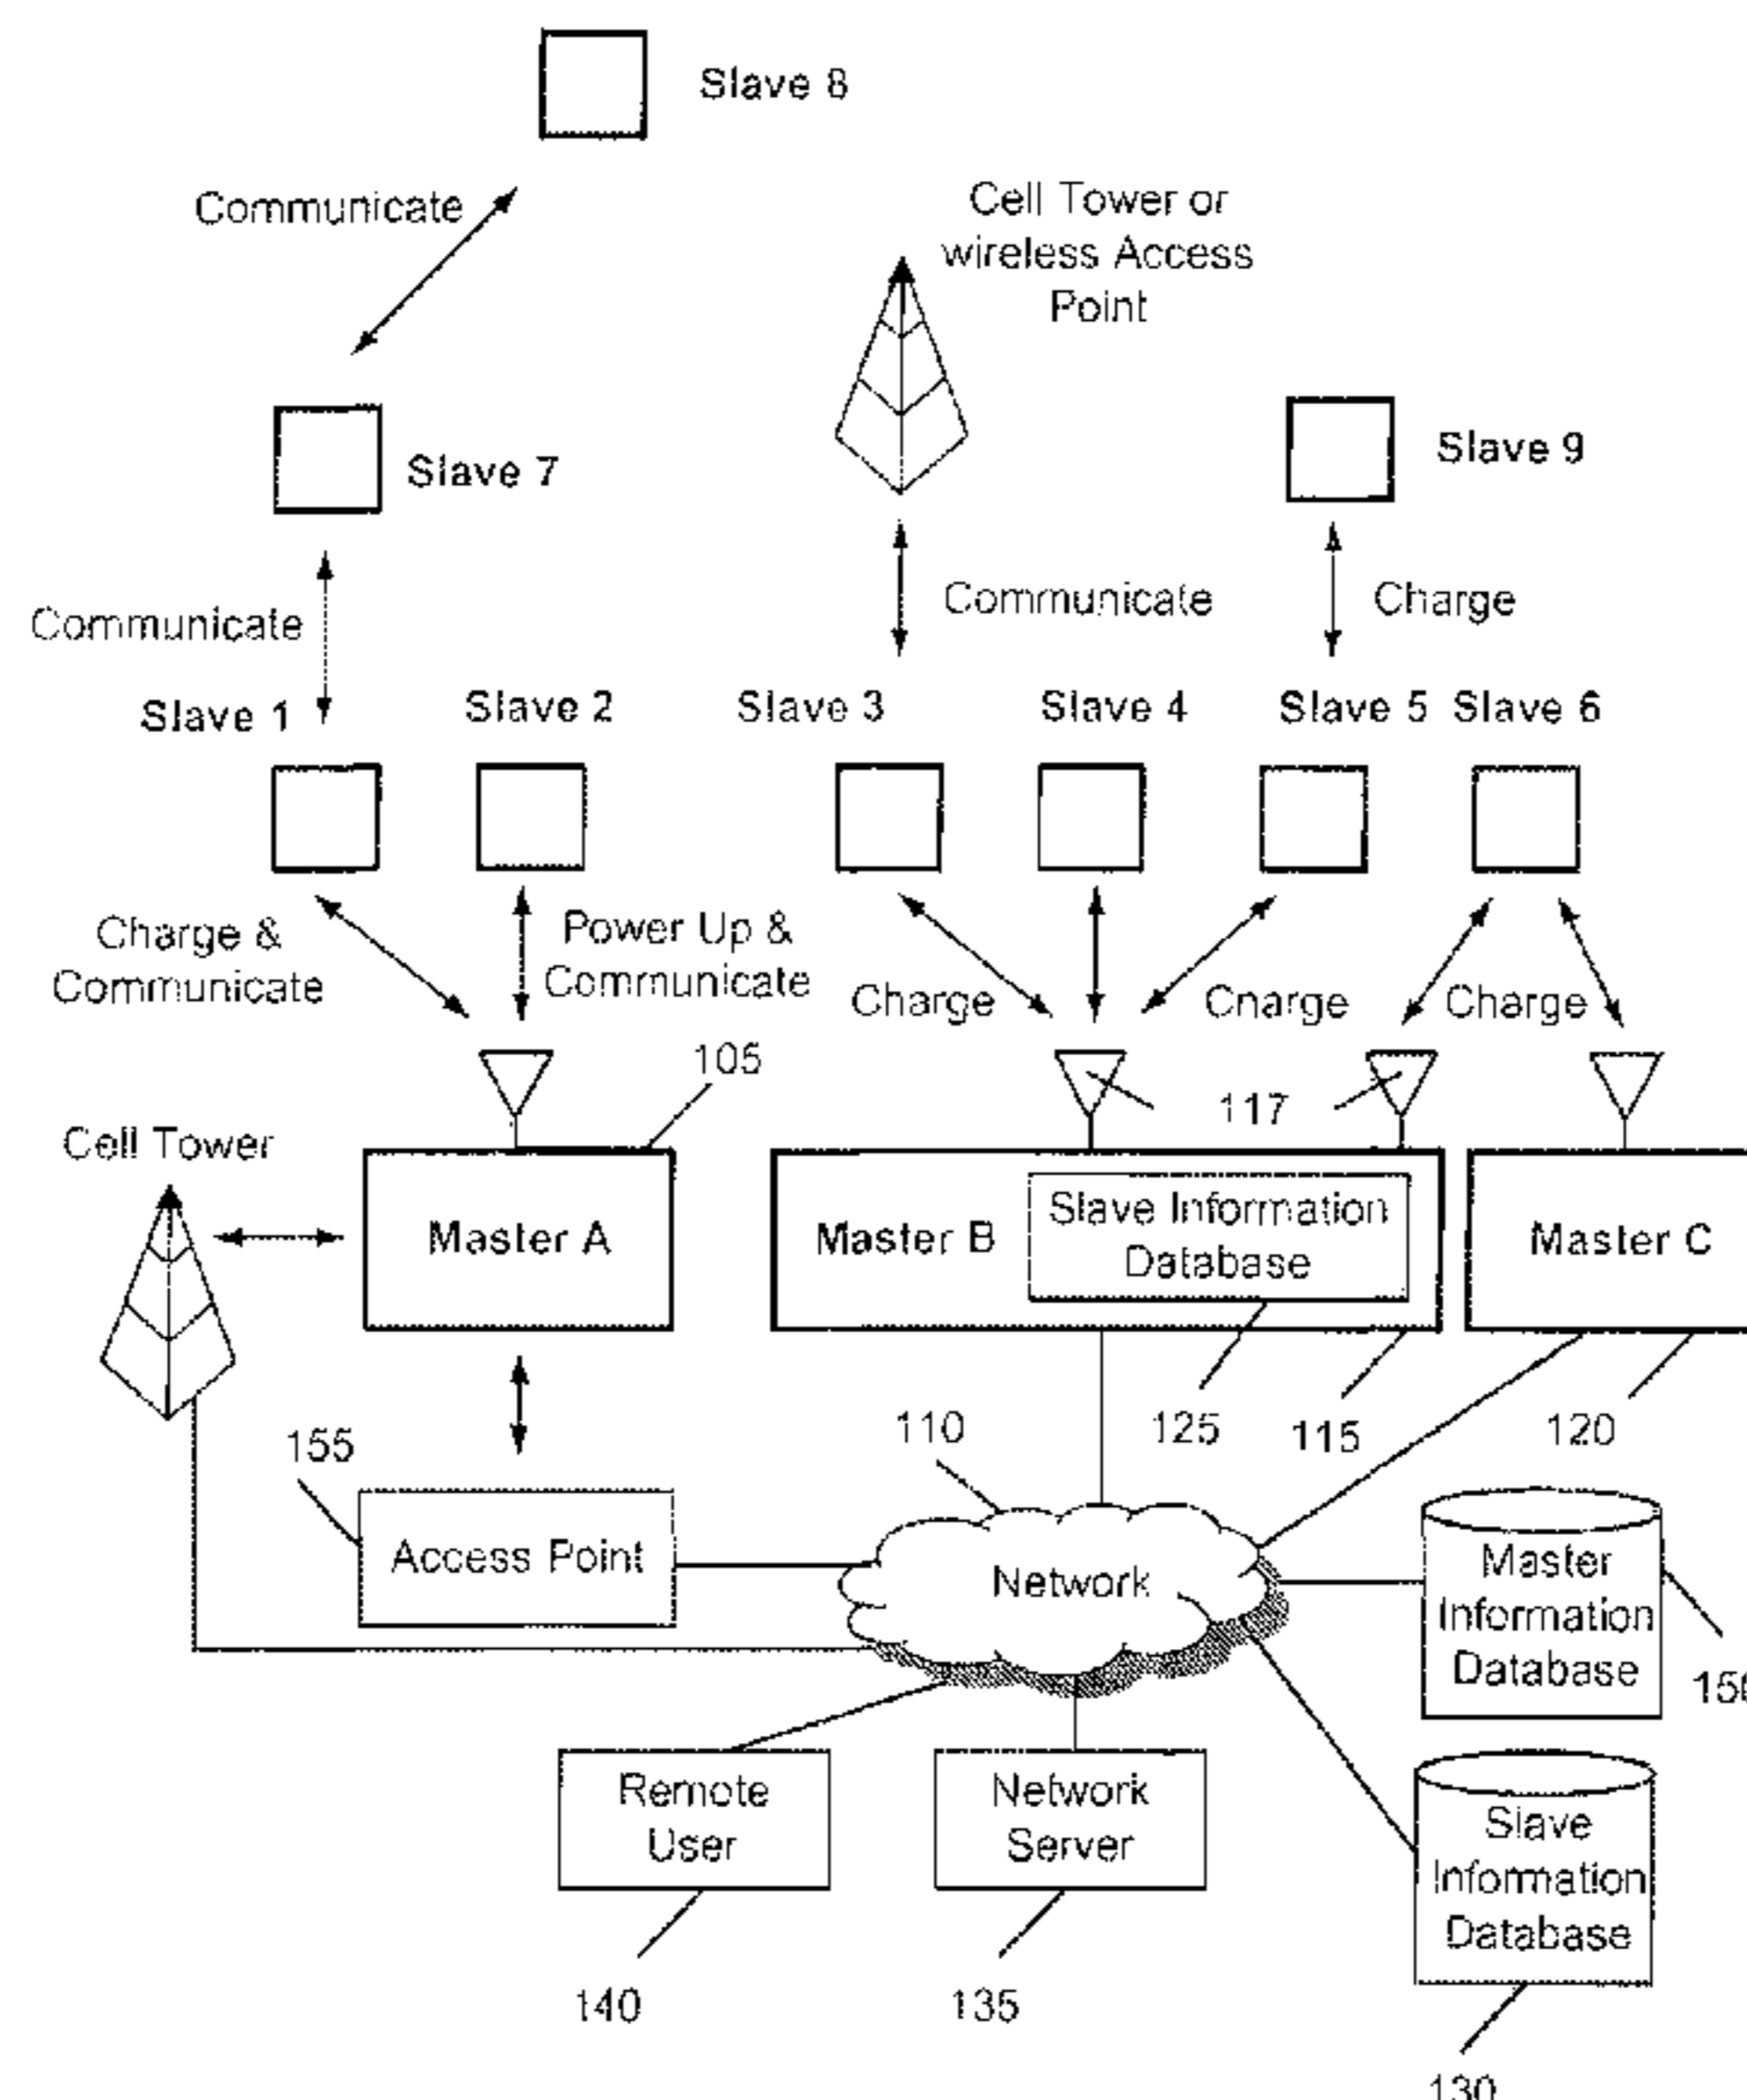 Slave 8
Communicate
Cell Tower or
wireless Access
Point
Slave 7
Slave 9
Communicate
Communicate
Charge
Slave 1
Slave 2
Slave 3
Slave 4
Slave 5
Slave 6
Charge &
Communicate
Power Up &
Communicate
Charge
Cnarge
Charge
105
117
Cell Tower
Master A
Master B
Slave Information
Database
Master C
155
110
125
115
120
Access Point
Network
Master
Information
Database
Remote
User
Network
Server
Slave
Information
Database
140
135
130